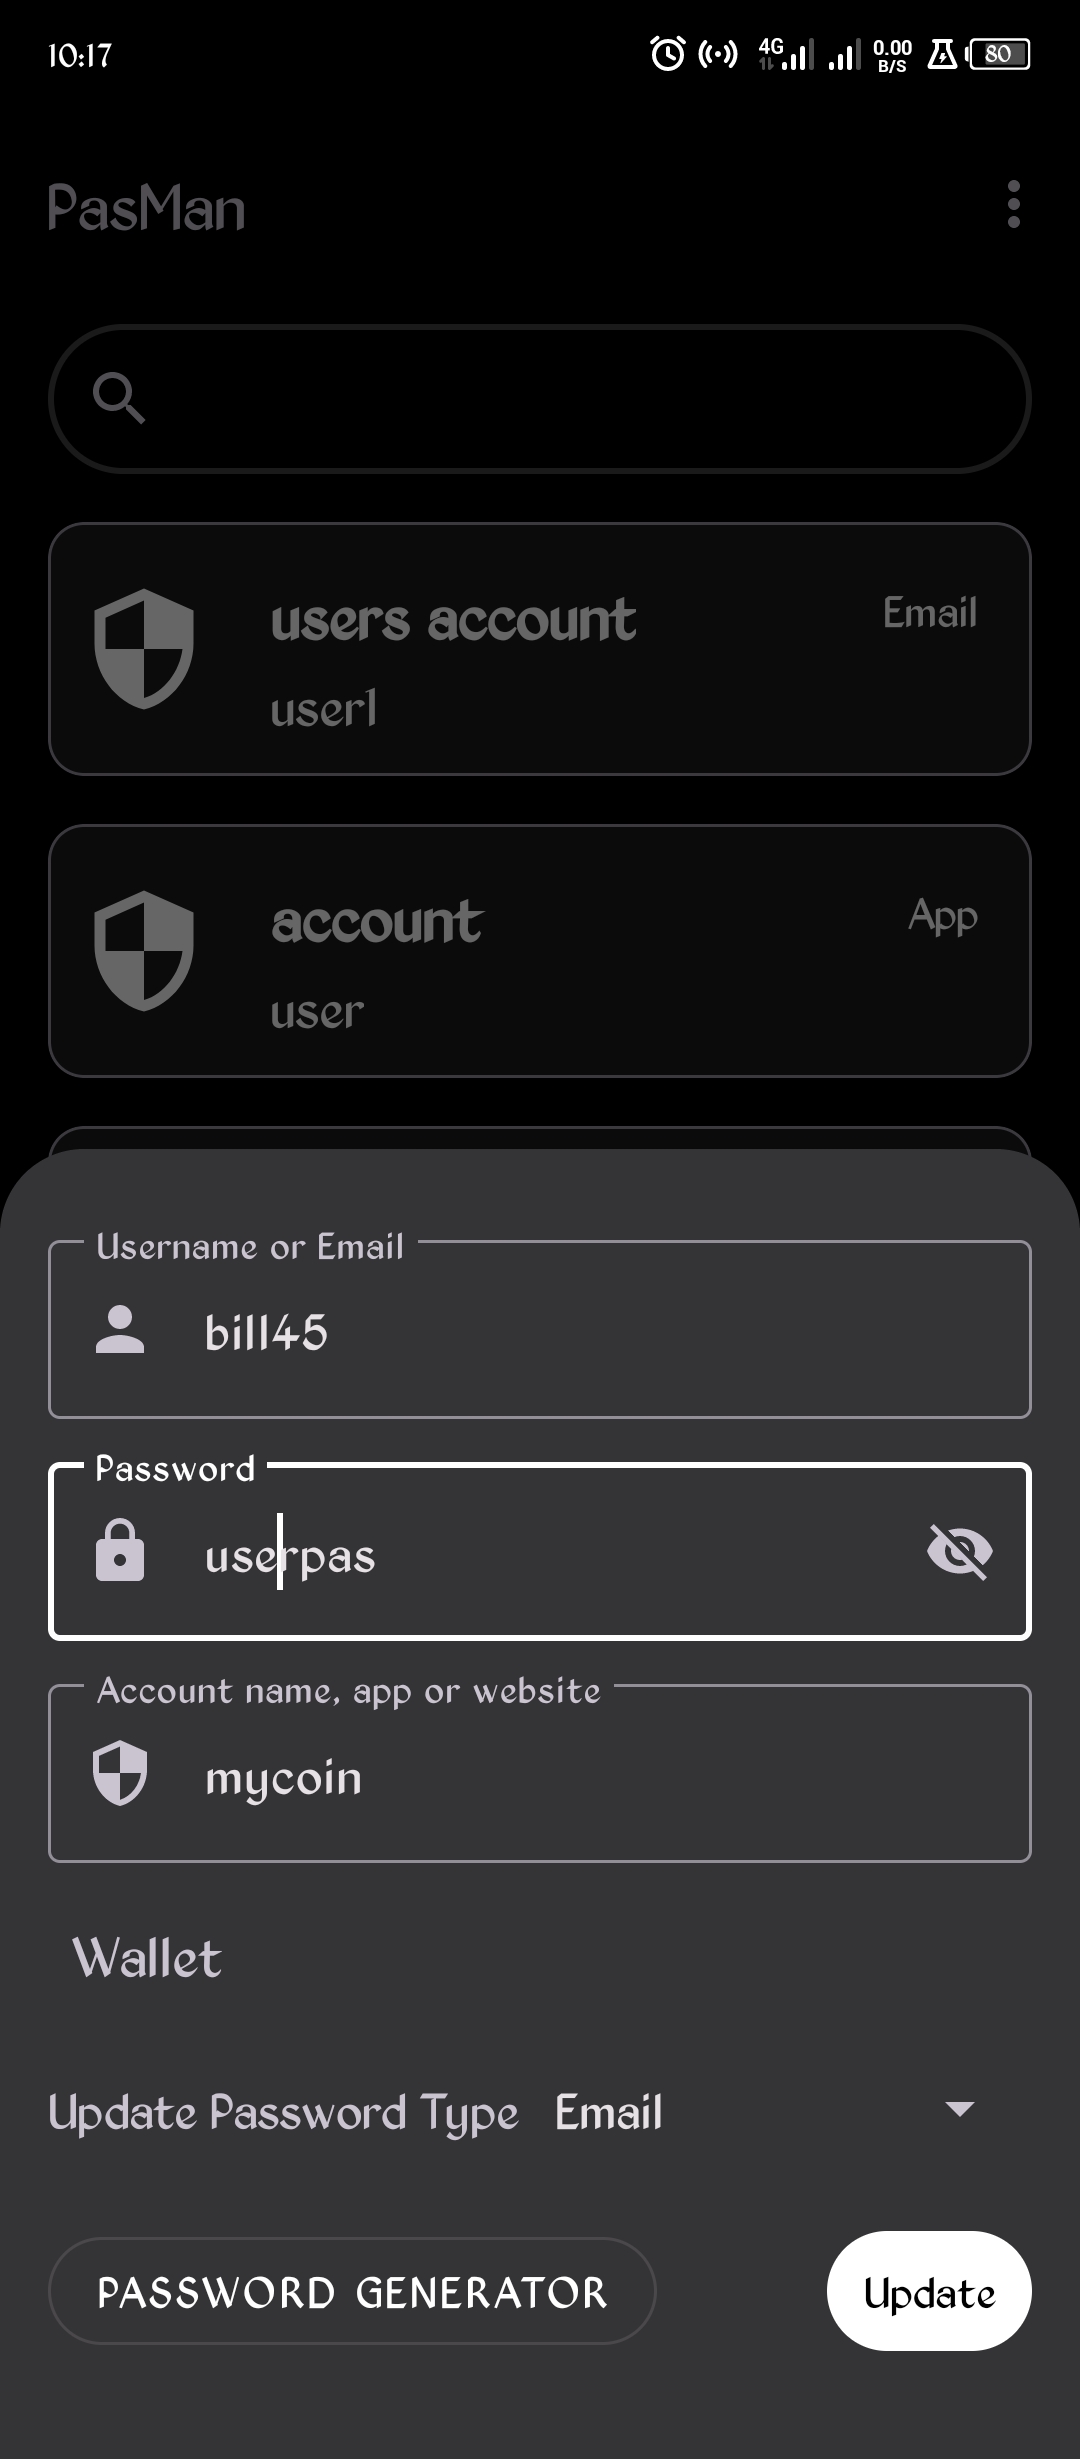 10:17
4G
0.00
B/S
80
PasMan
users account
Email
user1
account
App
user
Username or Email
bill45
Password
userpas
Account name, app or website
mycoin
Wallet
Update Password Type Email
PASSWORD GENERATOR
Update